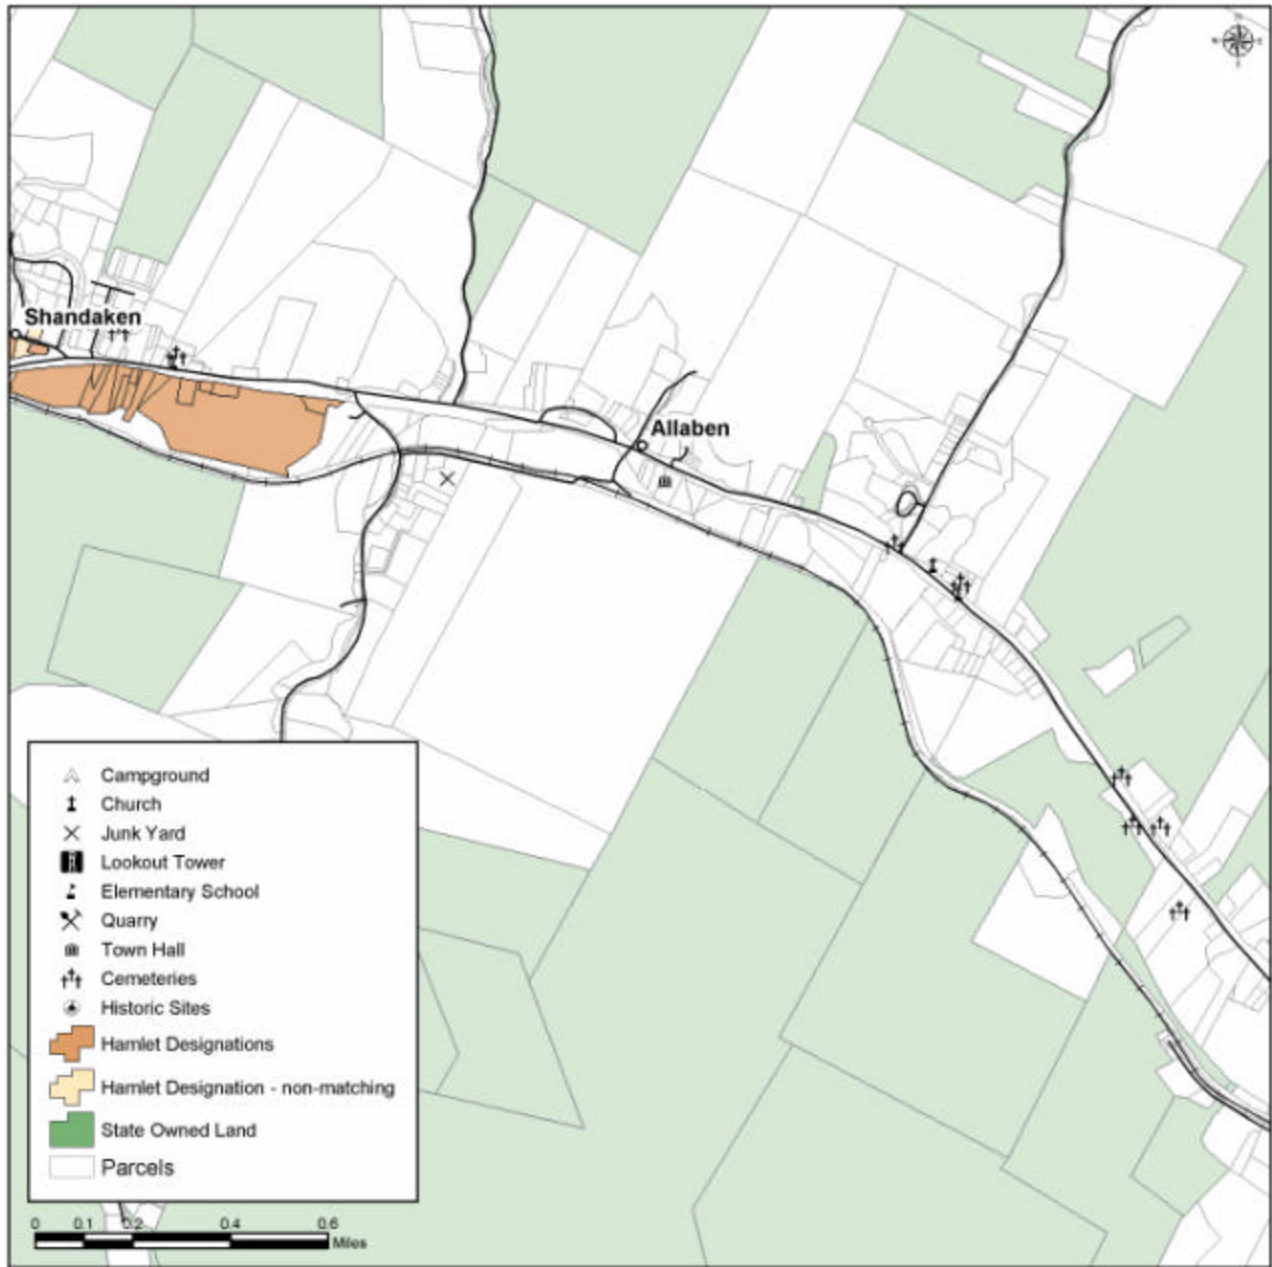 Shandaken
Allaben
Campground
Church
Junk Yard
Lookout Tower
Elementary School
Quarry
Town Hall
Cemeteries
Historic Sites
Hamlet Designations
Hamlet Designation - non-matching
State Owned Land
Parcels
0 0.1 0.2 0.4 0.6
Miles